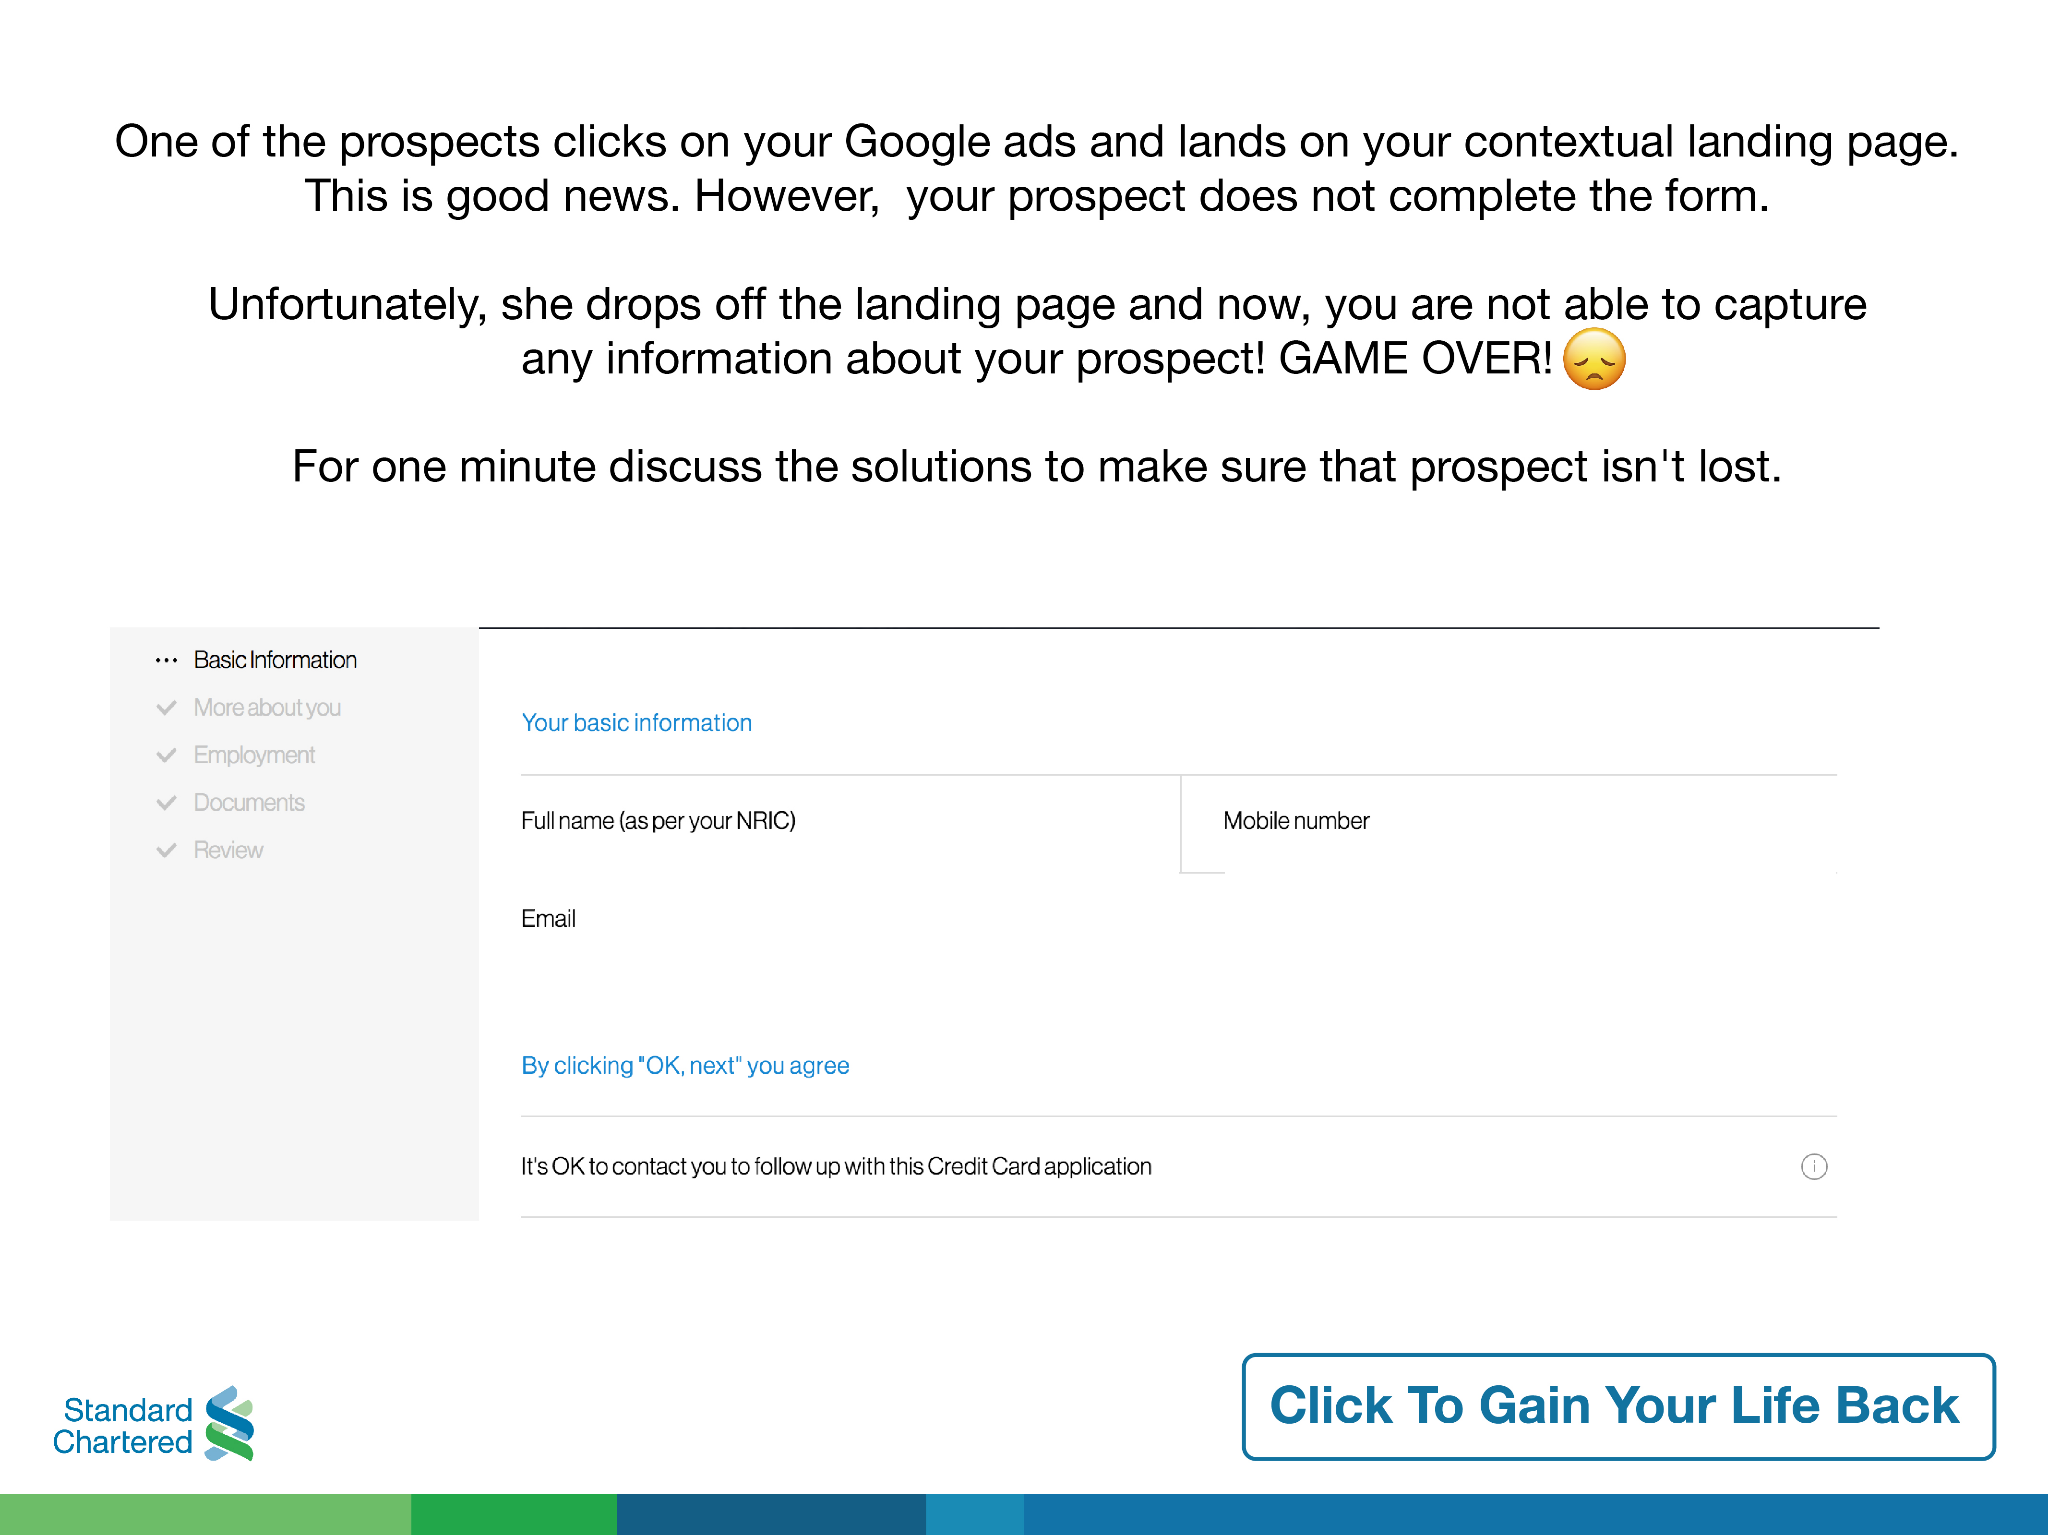 One of the prospects clicks on your Google ads and lands on your contextual landing page.
This is good news. However,  your prospect does not complete the form.
Unfortunately, she drops off the landing page and now, you are not able to capture
any information about your prospect! GAME OVER! 😞
For one minute discuss the solutions to make sure that prospect isn't lost.
Basic Information
More about you
Employment
Documents
Review
Your basic information
Full name (as per your NRIC)
Mobile number
Email
By clicking "OK, next" you agree
It's OK to contact you to follow up with this Credit Card application
Standard
Chartered
Click To Gain Your Life Back